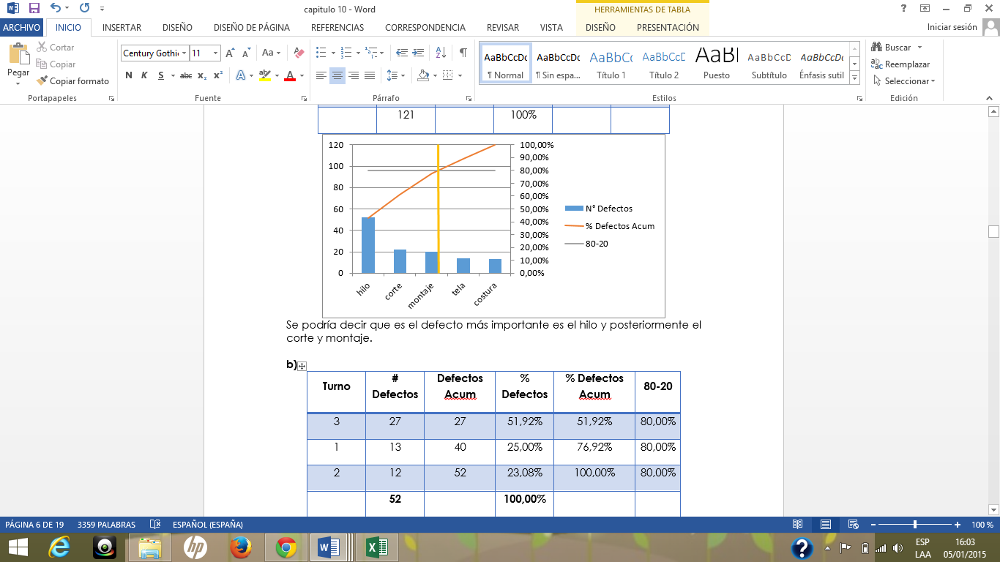 capitulo 10 - Word
HERRAMIENTAS DE TABLA
ARCHIVO INICIO INSERTAR DISEÑO DISEÑO DE PÁGINA REFERENCIAS CORRESPONDENCIA REVISAR VISTA DISEÑO PRESENTACIÓN Iniciar sesión
Pegar
Cortar
Copiar
Copiar formato
Portapapeles
Century Gothi 11
N K S abc x₂ x²
Fuente
Párrafo
AaBbCcDc AaBbCcDc AaBbCc AaBbCcD AaB AaBbCcD AaBbCcDc
¶ Normal ¶ Sin espa... Título 1 Título 2 Puesto Subtítulo Énfasis sutil
Estilos
Buscar
Reemplazar
Seleccionar
Edición
121 100%
120
100
80
60
40
20
0
100,00%
90,00%
80,00%
70,00%
60,00%
50,00%
40,00%
30,00%
20,00%
10,00%
0,00%
hilo
corte
montaje
tela
costura
N° Defectos
% Defectos Acum
80-20
Se podría decir que es el defecto más importante es el hilo y posteriormente el
corte y montaje.
b)
Turno # Defectos Defectos Acum % Defectos % Defectos Acum 80-20
3 27 27 51,92% 51,92% 80,00%
1 13 40 25,00% 76,92% 80,00%
2 12 52 23,08% 100,00% 80,00%
52 100,00%
PÁGINA 6 DE 19 3359 PALABRAS ESPAÑOL (ESPAÑA) 100 %
ESP
LAA
16:03
05/01/2015